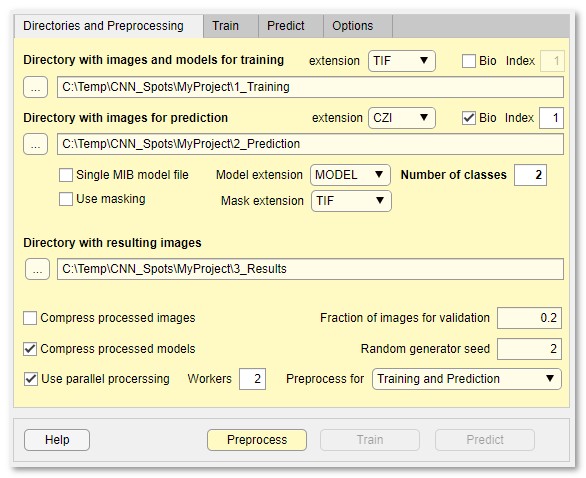 Directories and Preprocessing Train Predict Options
Directory with images and models for training extension TIF Bio Index 1
... C:\Temp\CNN_Spots\MyProject\1_Training
Directory with images for prediction extension CZI Bio Index 1
... C:\Temp\CNN_Spots\MyProject\2_Prediction
Single MIB model file Model extension MODEL Number of classes 2
Use masking Mask extension TIF
Directory with resulting images
... C:\Temp\CNN_Spots\MyProject\3_Results
Compress processed images Fraction of images for validation 0.2
Compress processed models Random generator seed 2
Use parallel procerssing Workers 2 Preprocess for Training and Prediction
Help Preprocess Train Predict